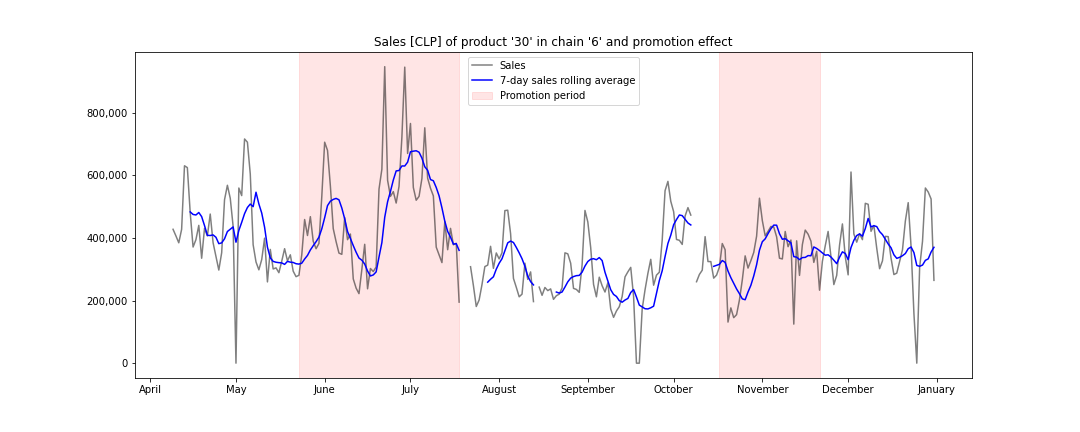 Sales [CLP] of product '30' in chain '6' and promotion effect
Sales
7-day sales rolling average
Promotion period
800,000
600,000
400,000
200,000
0
April May June July August September October November December January